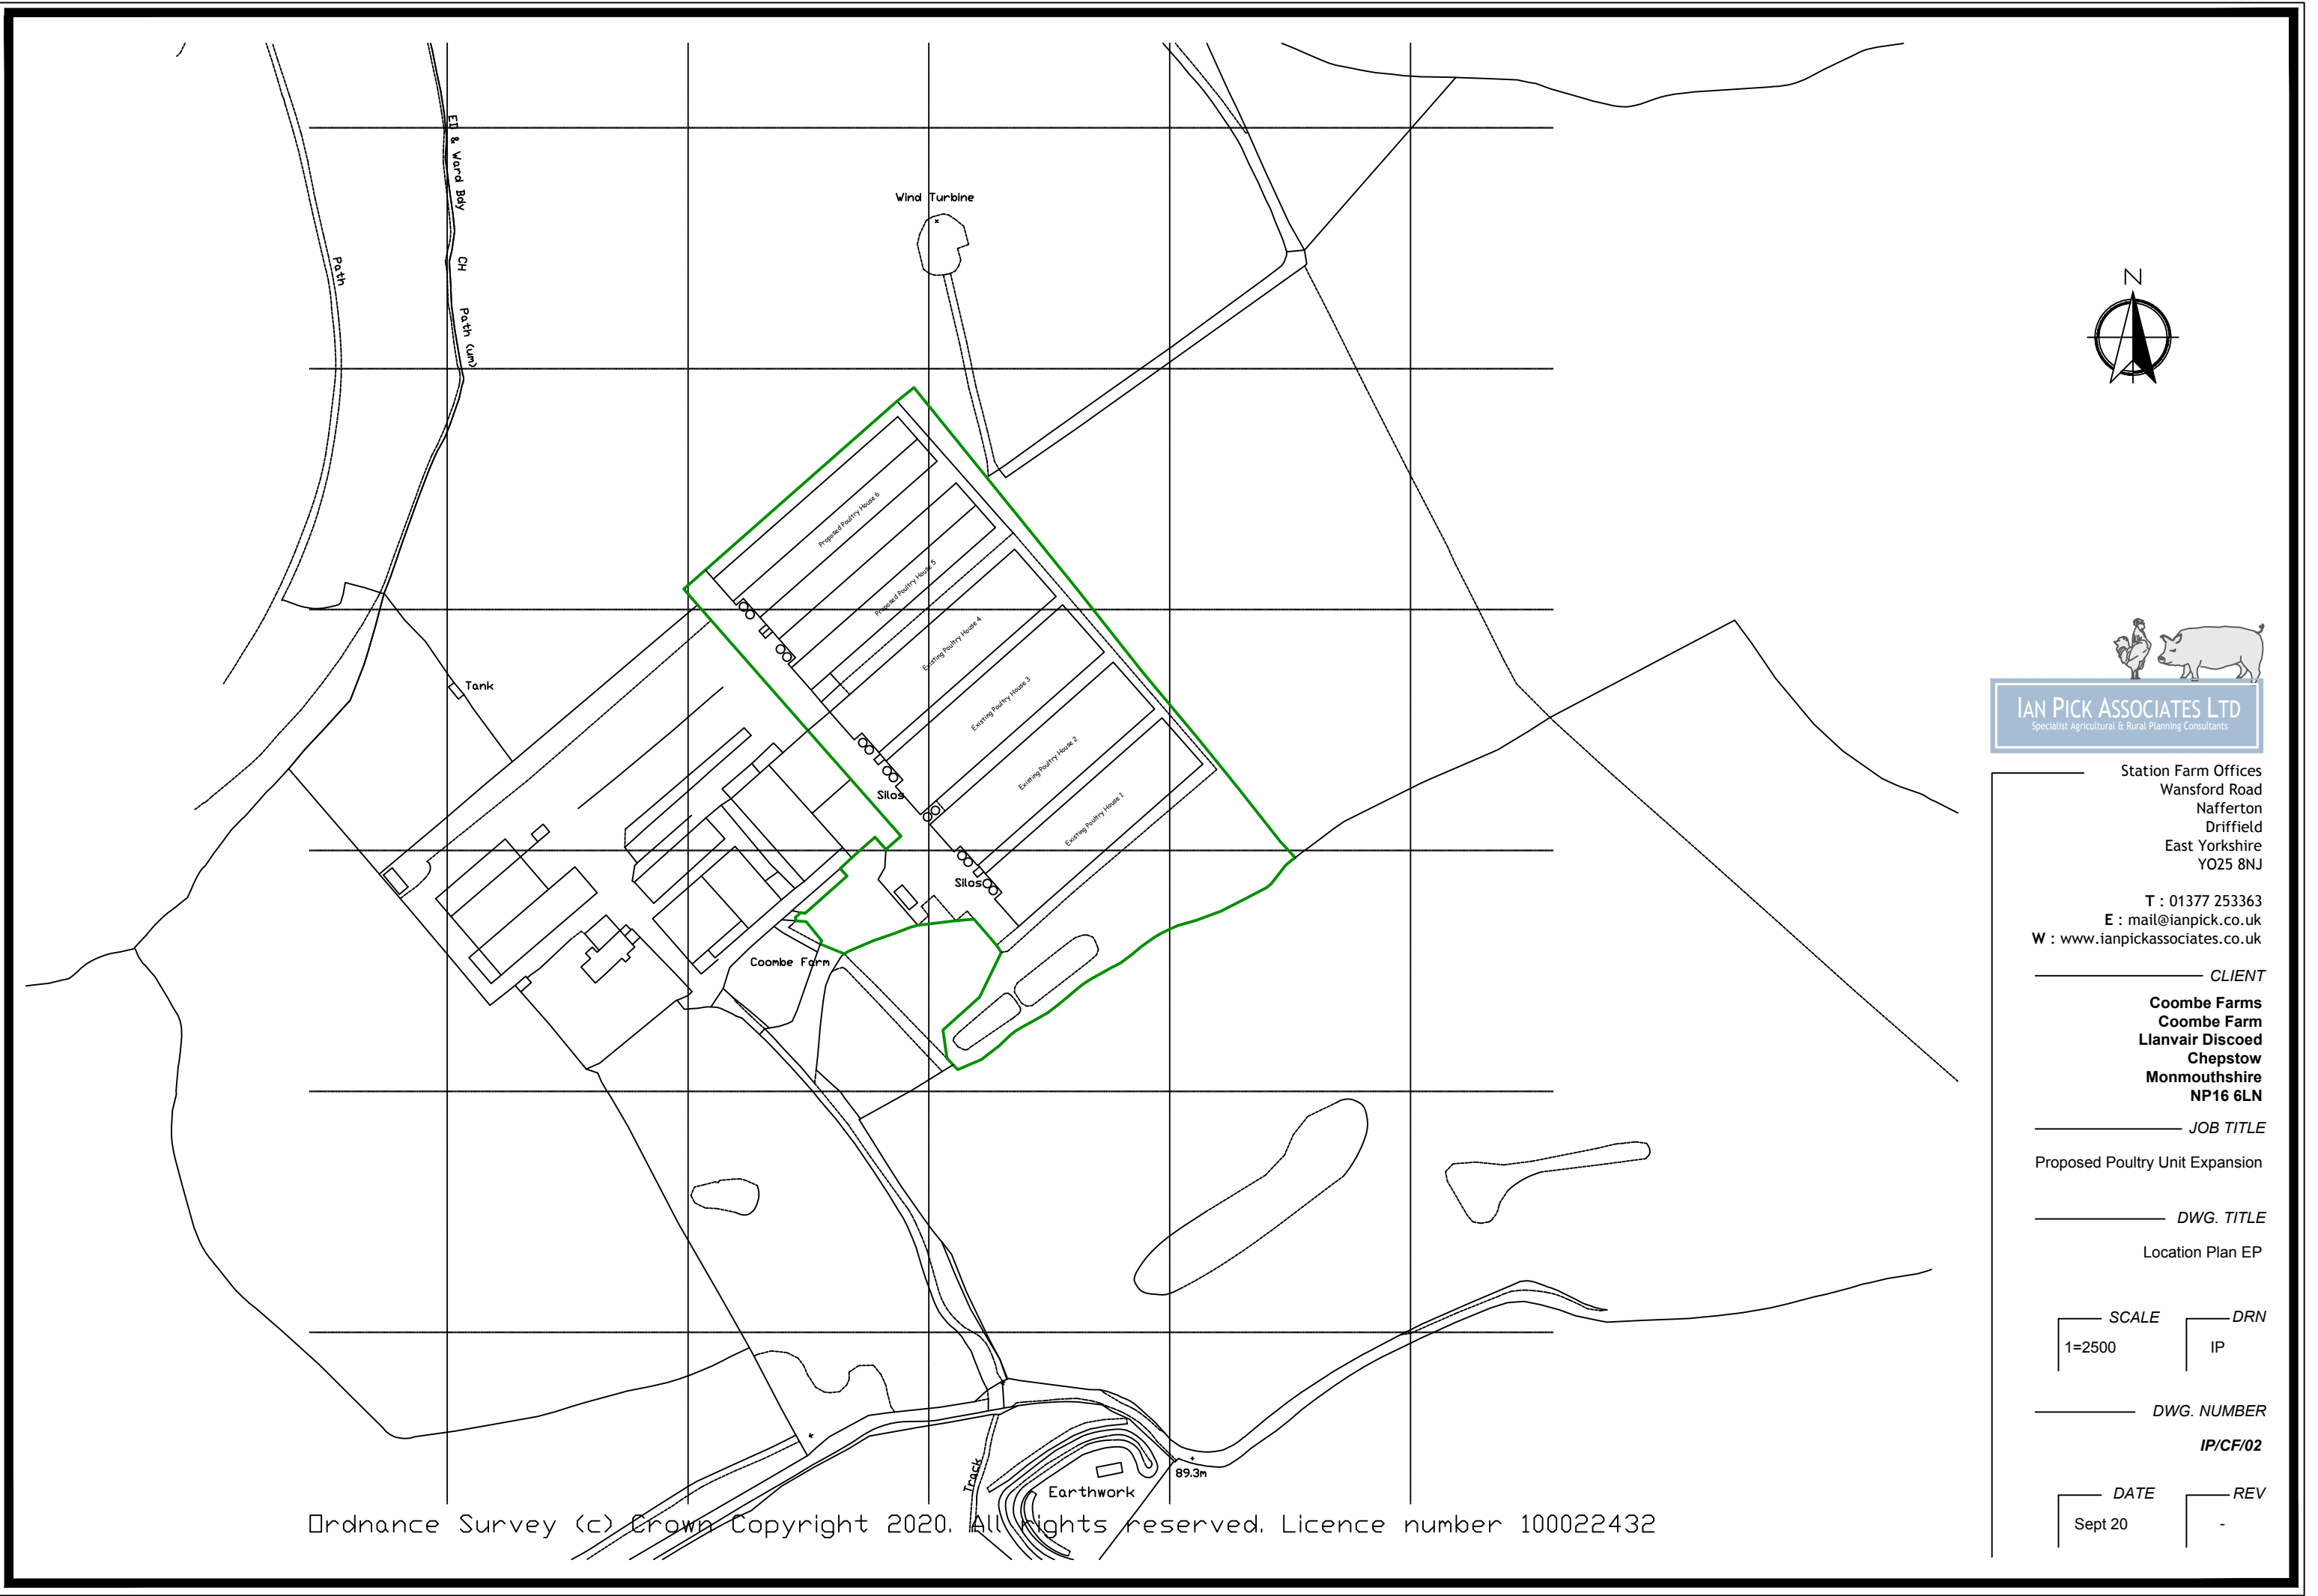 ED & Ward Bdy
CH
Path (um)
Path
Wind Turbine
N
Proposed Poultry House 6
Proposed Poultry House 5
Existing Poultry House 4
Existing Poultry House 3
Existing Poultry House 2
Existing Poultry House 1
Tank
Silos
Silos
Coombe Farm
Track
Earthwork
89.3m
Ordnance Survey (c) Crown Copyright 2020. All rights reserved. Licence number 100022432
IAN PICK ASSOCIATES LTD
Specialist Agricultural & Rural Planning Consultants
Station Farm Offices
Wansford Road
Nafferton
Driffield
East Yorkshire
YO25 8NJ
T : 01377 253363
E : mail@ianpick.co.uk
W : www.ianpickassociates.co.uk
CLIENT
Coombe Farms
Coombe Farm
Llanvair Discoed
Chepstow
Monmouthshire
NP16 6LN
JOB TITLE
Proposed Poultry Unit Expansion
DWG. TITLE
Location Plan EP
SCALE
1=2500
DRN
IP
DWG. NUMBER
IP/CF/02
DATE
Sept 20
REV
-